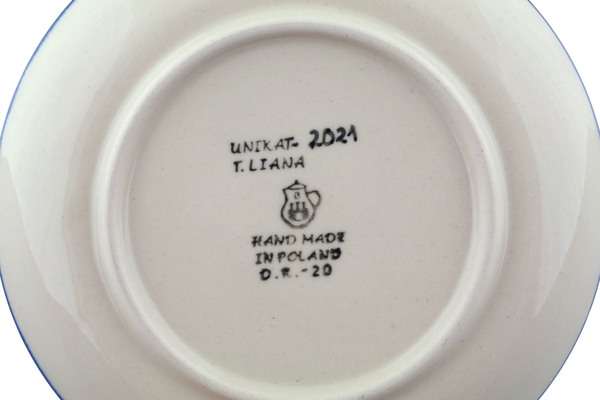 UNIKAT- 2021
T. LIANA
HAND MADE
IN POLAND
D.R.-20